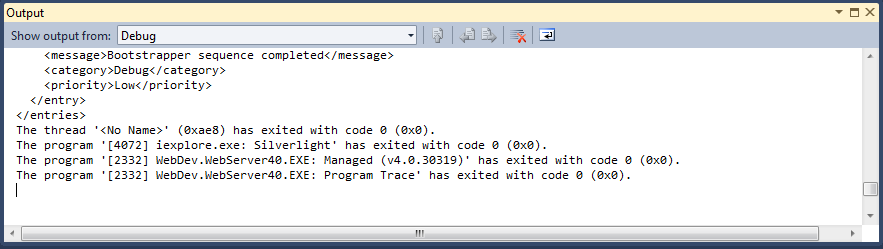 Output
Show output from: Debug
<message>Bootstrapper sequence completed</message>
<category>Debug</category>
<priority>Low</priority>
</entry>
</entries>
The thread '<No Name>' (0xae8) has exited with code 0 (0x0).
The program '[4072] iexplore.exe: Silverlight' has exited with code 0 (0x0).
The program '[2332] WebDev.WebServer40.EXE: Managed (v4.0.30319)' has exited with code 0 (0x0).
The program '[2332] WebDev.WebServer40.EXE: Program Trace' has exited with code 0 (0x0).